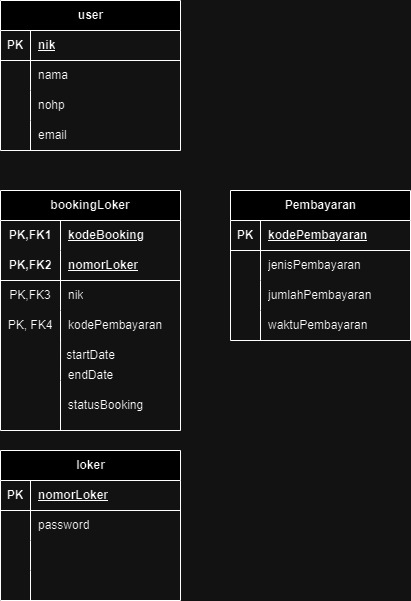 user
PK nik
nama
nohp
email
bookingLoker
PK,FK1 kodeBooking
PK,FK2 nomorLoker
PK,FK3 nik
PK, FK4 kodePembayaran
startDate
endDate
statusBooking
Pembayaran
PK kodePembayaran
jenisPembayaran
jumlahPembayaran
waktuPembayaran
loker
PK nomorLoker
password